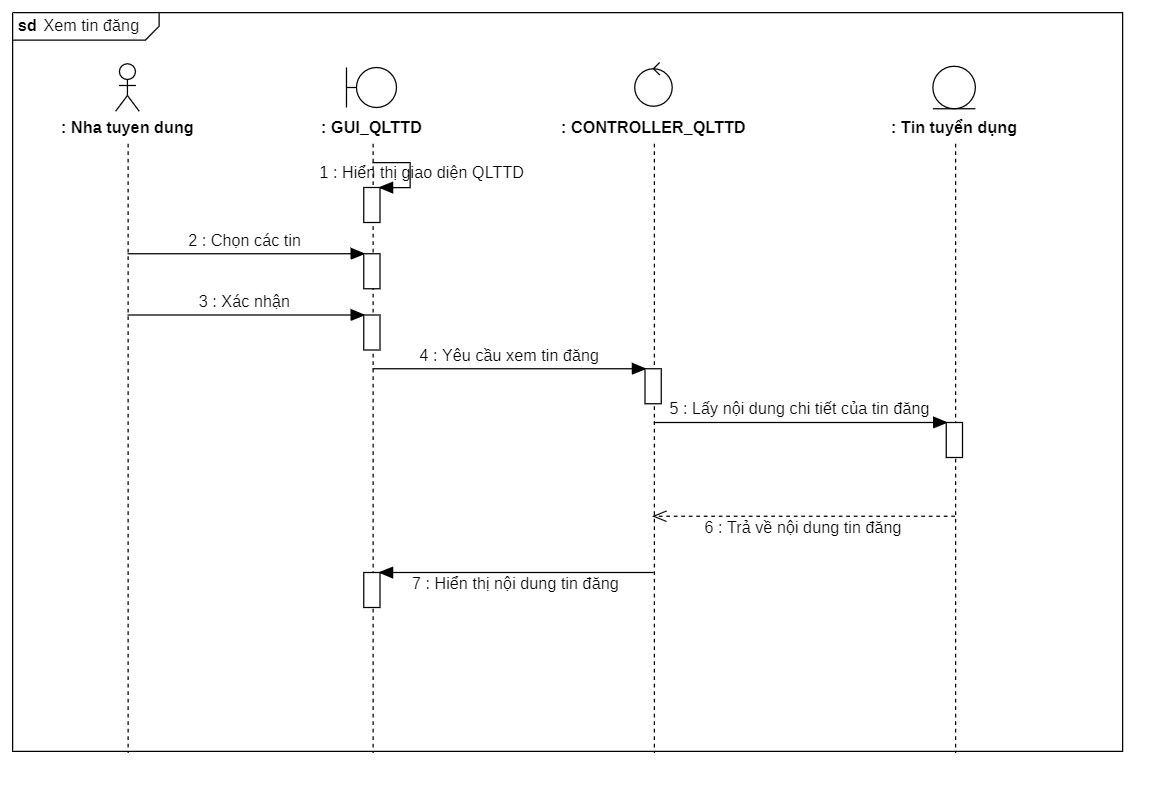 sd Xem tin đăng
: Nha tuyen dung
: GUI_QLTTD
: CONTROLLER_QLTTD
: Tin tuyển dụng
1 : Hiển thị giao diện QLTTD
2 : Chọn các tin
3 : Xác nhận
4 : Yêu cầu xem tin đăng
5 : Lấy nội dung chi tiết của tin đăng
6 : Trả về nội dung tin đăng
7 : Hiển thị nội dung tin đăng